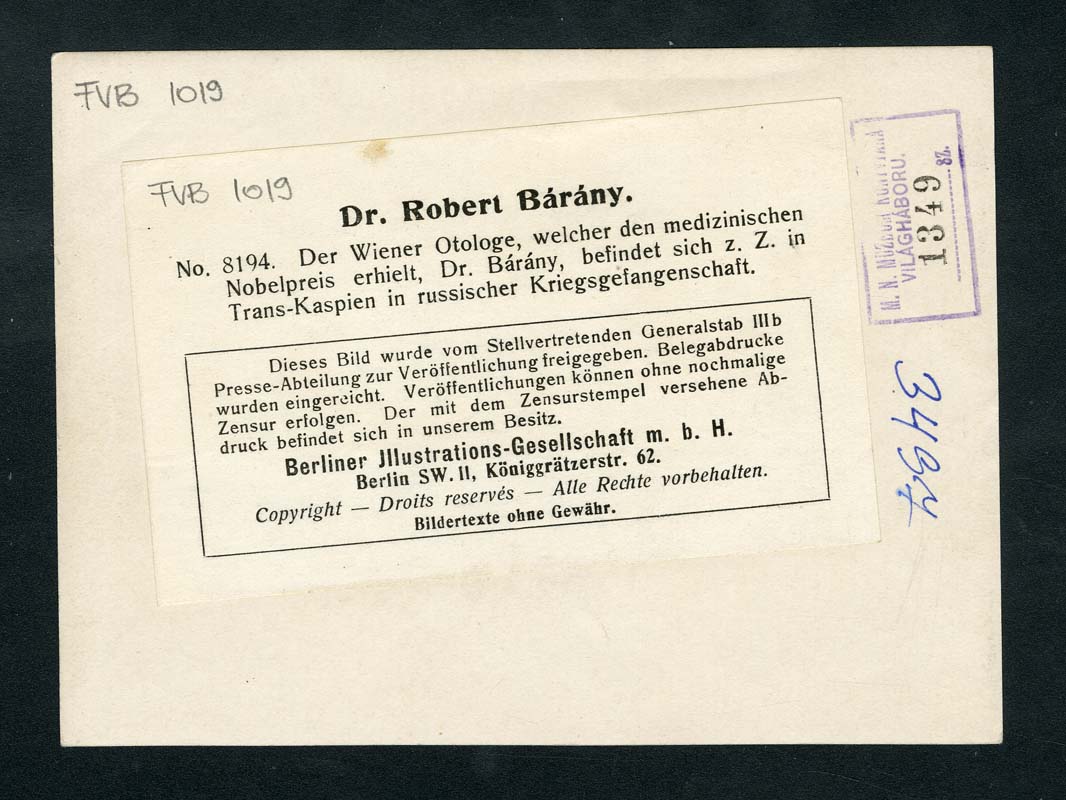 FVB 1019
FVB 1019
Dr. Robert Bárány.
No. 8194. Der Wiener Otologe, welcher den medizinischen
Nobelpreis erhielt, Dr. Bárány, befindet sich z. Z. in
Trans-Kaspien in russischer Kriegsgefangenschaft.
Dieses Bild wurde vom Stellvertretenden Generalstab IIIb
Presse-Abteilung zur Veröffentlichung freigegeben. Belegabdrucke
wurden eingereicht. Veröffentlichungen können ohne nochmalige
Zensur erfolgen. Der mit dem Zensurstempel versehene Ab-
druck befindet sich in unserem Besitz.
Berliner Jllustrations-Gesellschaft m. b. H.
Berlin SW. 11, Königgrätzerstr. 62.
Copyright — Droits reservés — Alle Rechte vorbehalten.
Bildertexte ohne Gewähr.
M. N. MUZEUM
VILÁGHÁBORU.
1349 sz.